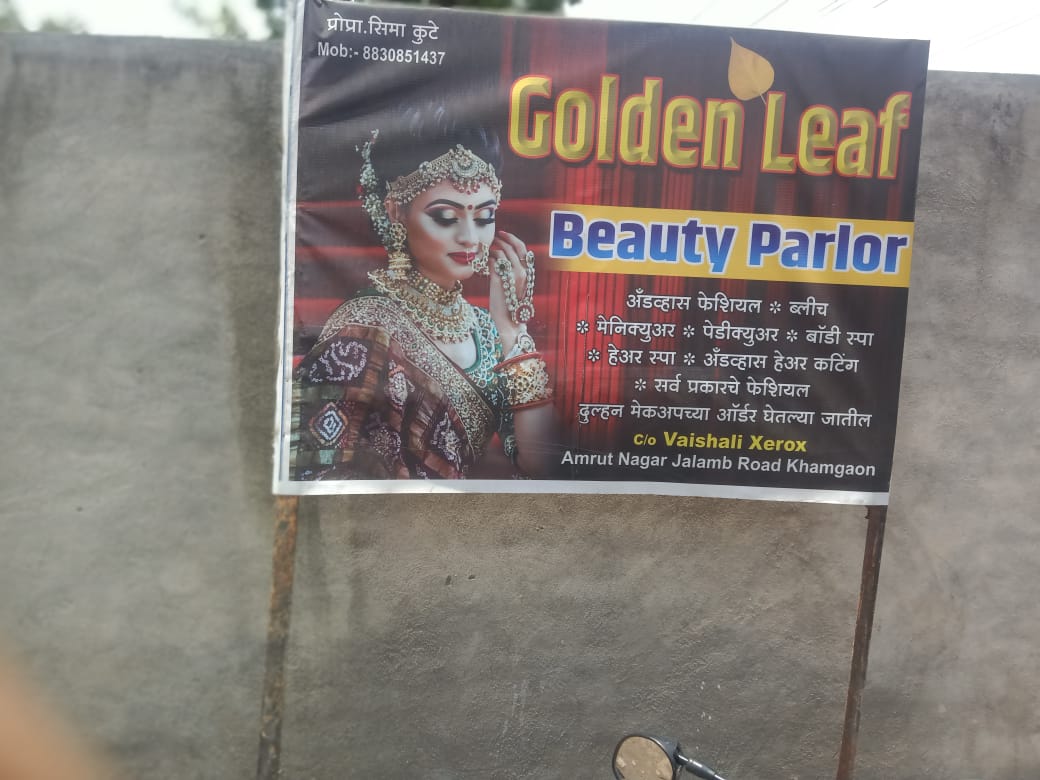 प्रोप्रा.सिमा कुटे
Mob:- 8830851437
Golden Leaf
Beauty Parlor
अँडव्हास फेशियल * ब्लीच
* मेनिक्युअर * पेडीक्युअर * बॉडी स्पा
* हेअर स्पा * अँडव्हास हेअर कटिंग
* सर्व प्रकारचे फेशियल
दुल्हन मेकअपच्या ऑर्डर घेतल्या जातील
C/o Vaishali Xerox
Amrut Nagar Jalamb Road Khamgaon